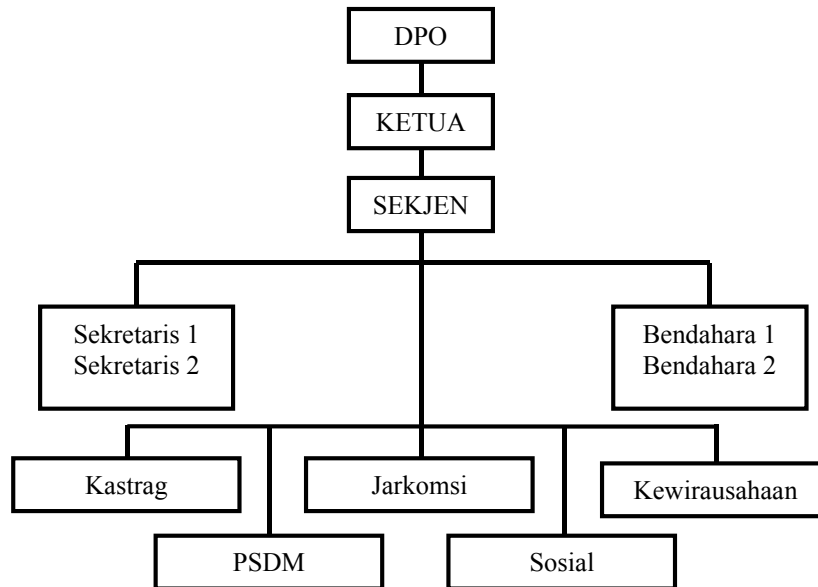 DPO
KETUA
SEKJEN
Sekretaris 1
Sekretaris 2
Bendahara 1
Bendahara 2
Kastrag
Jarkomsi
Kewirausahaan
PSDM
Sosial